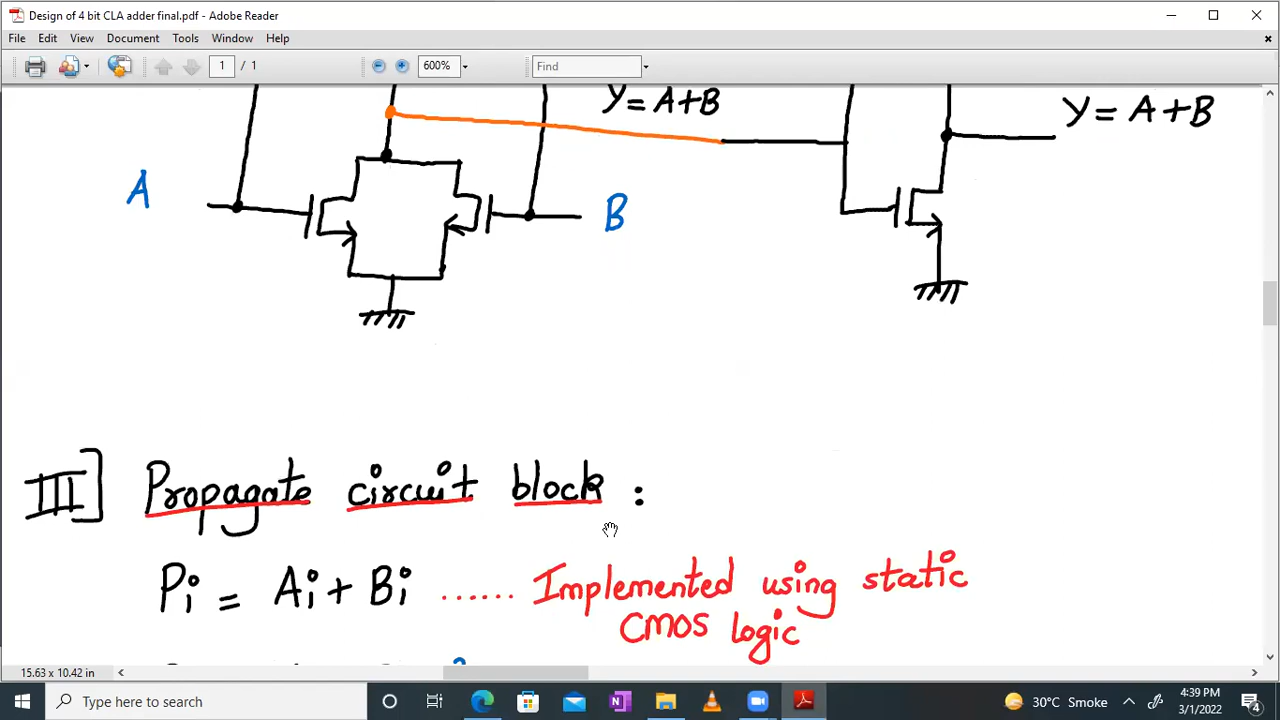 Design of 4 bit CLA adder final.pdf - Adobe Reader
File Edit View Document Tools Window Help
1 / 1 600% Find
Y = A+B
Y = A+B
A
B
III] Propagate circuit block :
Pi = Ai + Bi ...... Implemented using static
CMOS logic
15.63 x 10.42 in
Type here to search
30°C Smoke
4:39 PM
3/1/2022
4